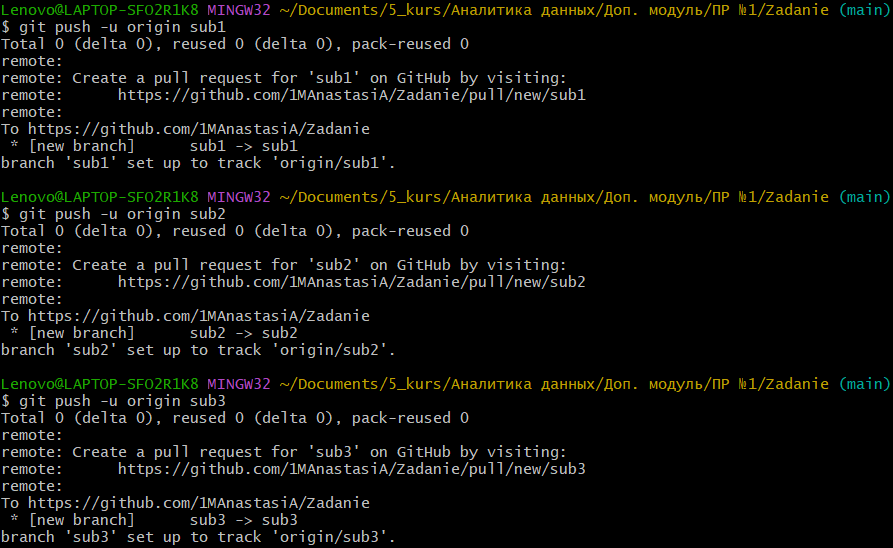 Lenovo@LAPTOP-SFO2R1K8 MINGW32 ~/Documents/5_kurs/Аналитика данных/Доп. модуль/ПР №1/Zadanie (main)
$ git push -u origin sub1
Total 0 (delta 0), reused 0 (delta 0), pack-reused 0
remote:
remote: Create a pull request for 'sub1' on GitHub by visiting:
remote:      https://github.com/1MAnastasiA/Zadanie/pull/new/sub1
remote:
To https://github.com/1MAnastasiA/Zadanie
 * [new branch]      sub1 -> sub1
branch 'sub1' set up to track 'origin/sub1'.
Lenovo@LAPTOP-SFO2R1K8 MINGW32 ~/Documents/5_kurs/Аналитика данных/Доп. модуль/ПР №1/Zadanie (main)
$ git push -u origin sub2
Total 0 (delta 0), reused 0 (delta 0), pack-reused 0
remote:
remote: Create a pull request for 'sub2' on GitHub by visiting:
remote:      https://github.com/1MAnastasiA/Zadanie/pull/new/sub2
remote:
To https://github.com/1MAnastasiA/Zadanie
 * [new branch]      sub2 -> sub2
branch 'sub2' set up to track 'origin/sub2'.
Lenovo@LAPTOP-SFO2R1K8 MINGW32 ~/Documents/5_kurs/Аналитика данных/Доп. модуль/ПР №1/Zadanie (main)
$ git push -u origin sub3
Total 0 (delta 0), reused 0 (delta 0), pack-reused 0
remote:
remote: Create a pull request for 'sub3' on GitHub by visiting:
remote:      https://github.com/1MAnastasiA/Zadanie/pull/new/sub3
remote:
To https://github.com/1MAnastasiA/Zadanie
 * [new branch]      sub3 -> sub3
branch 'sub3' set up to track 'origin/sub3'.